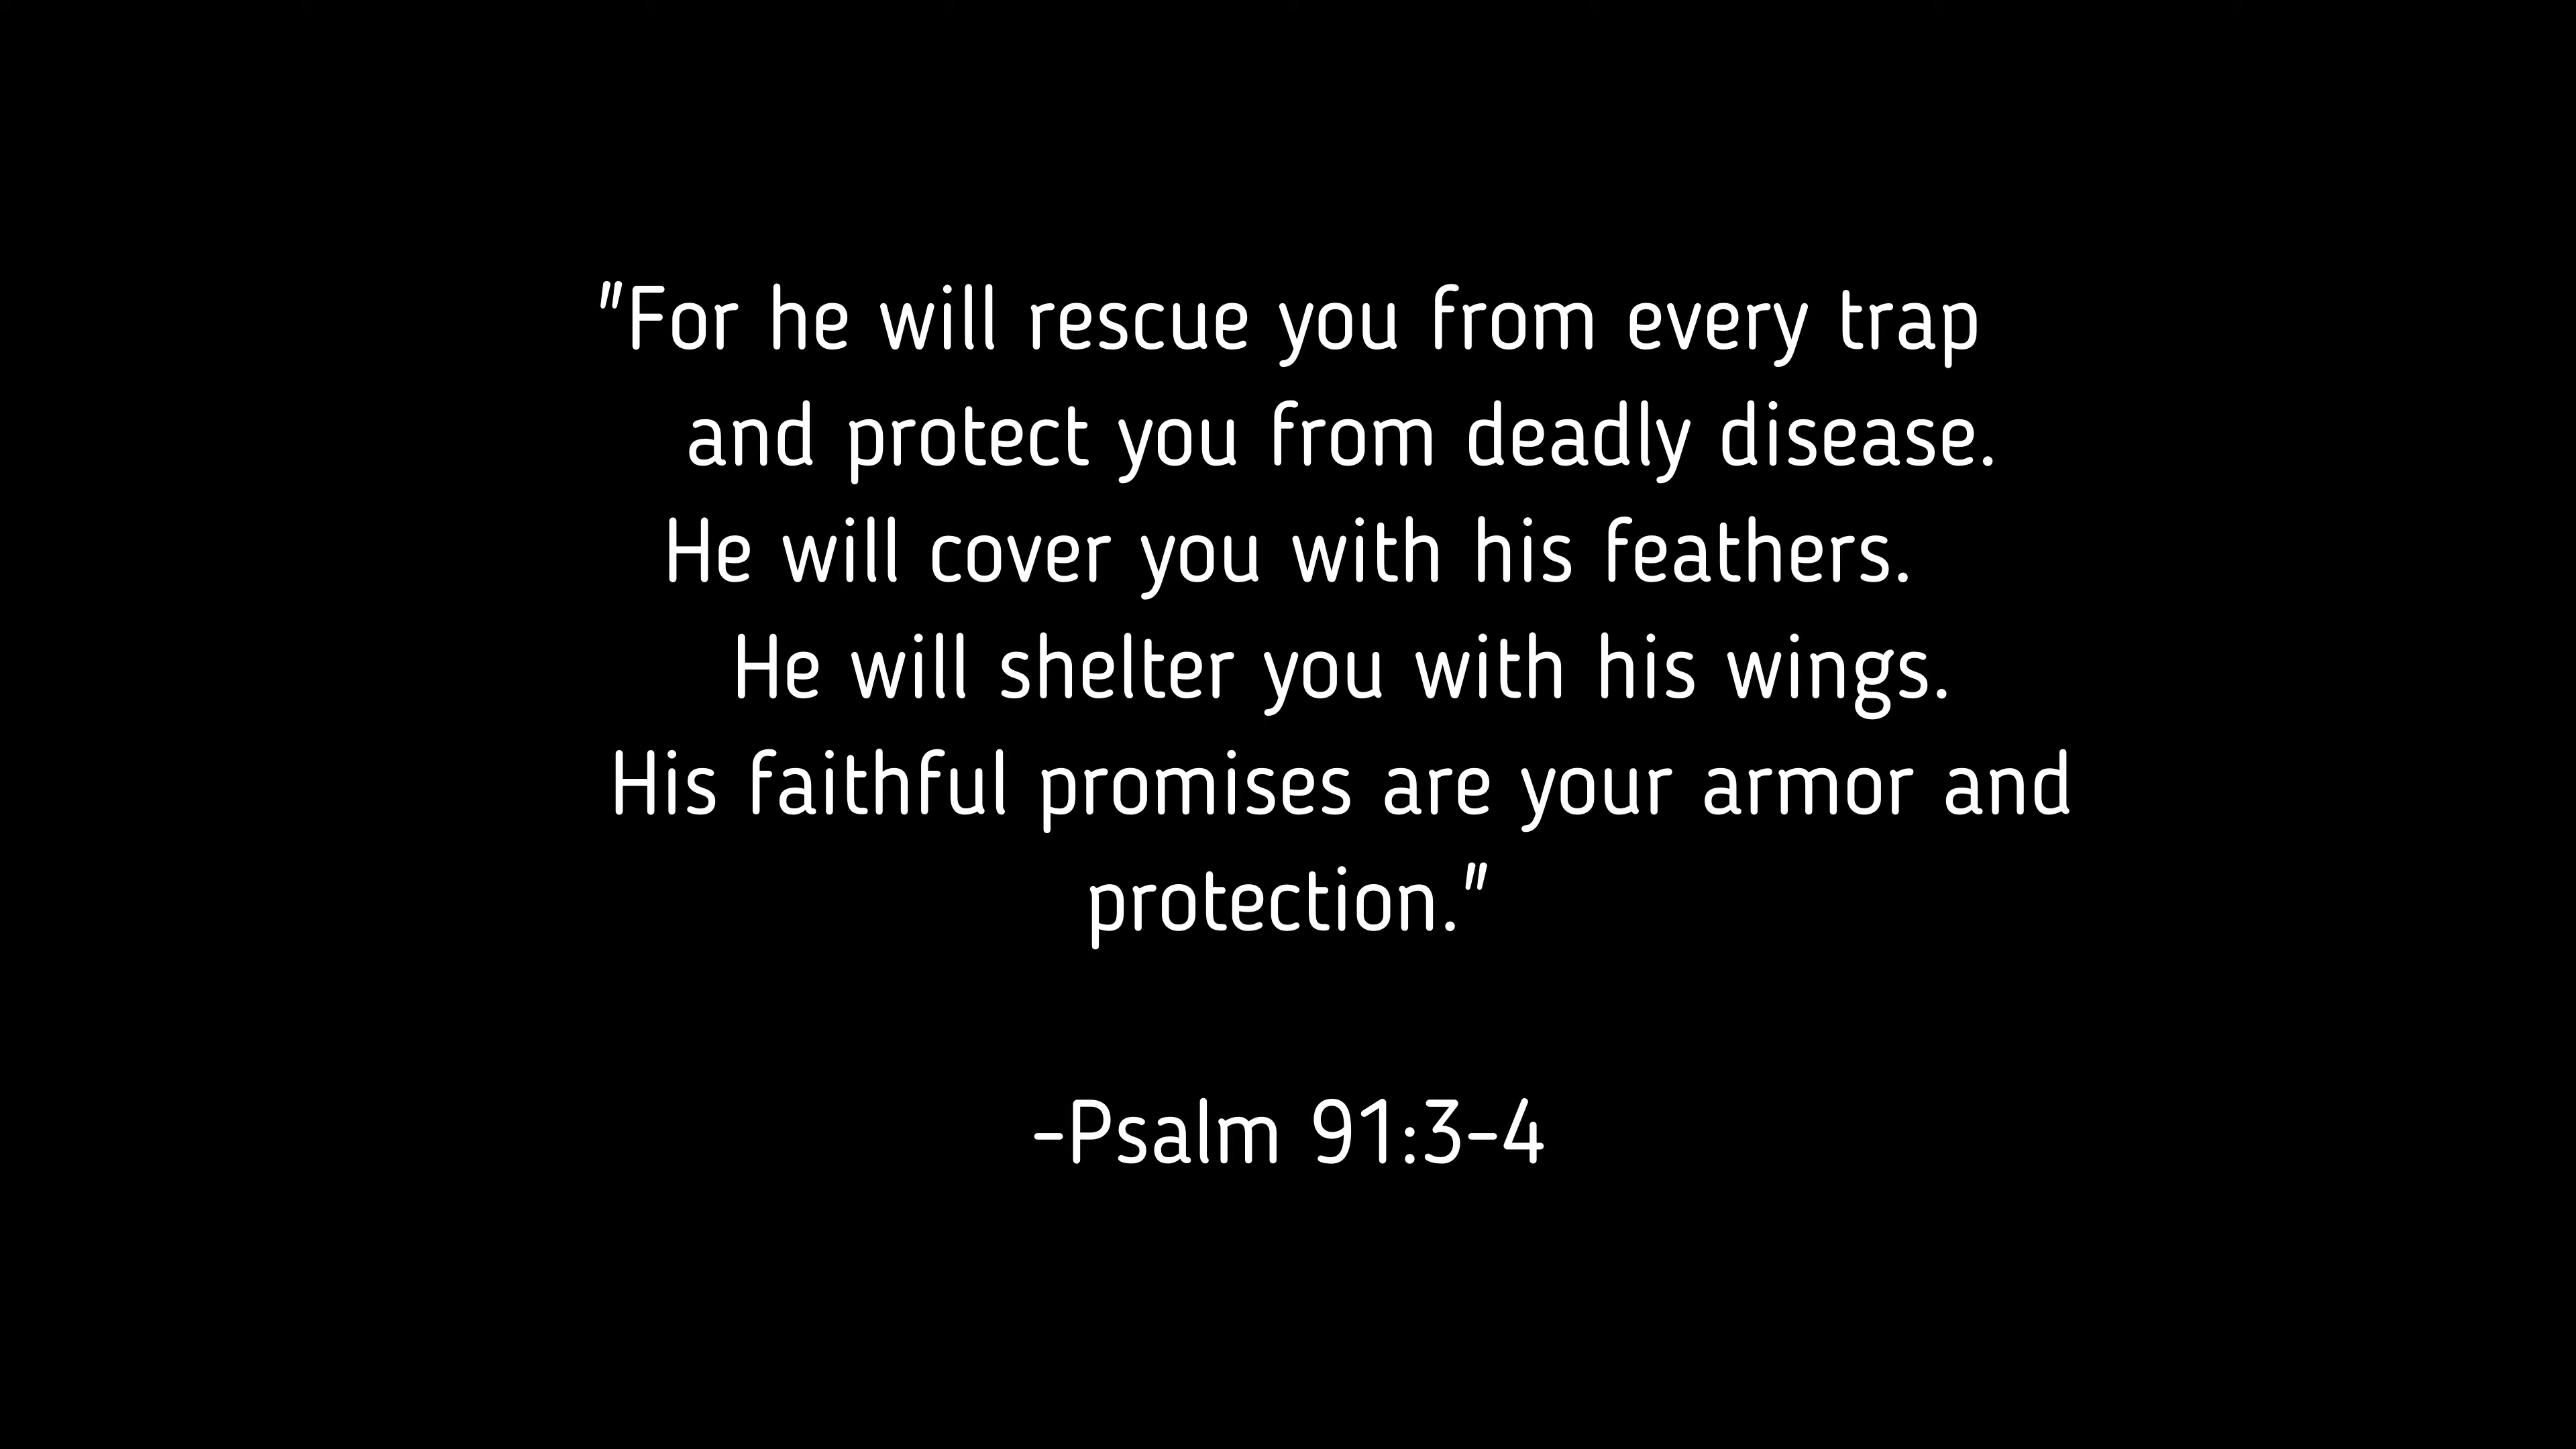 "For he will rescue you from every trap
and protect you from deadly disease.
He will cover you with his feathers.
He will shelter you with his wings.
His faithful promises are your armor and
protection."
-Psalm 91:3-4